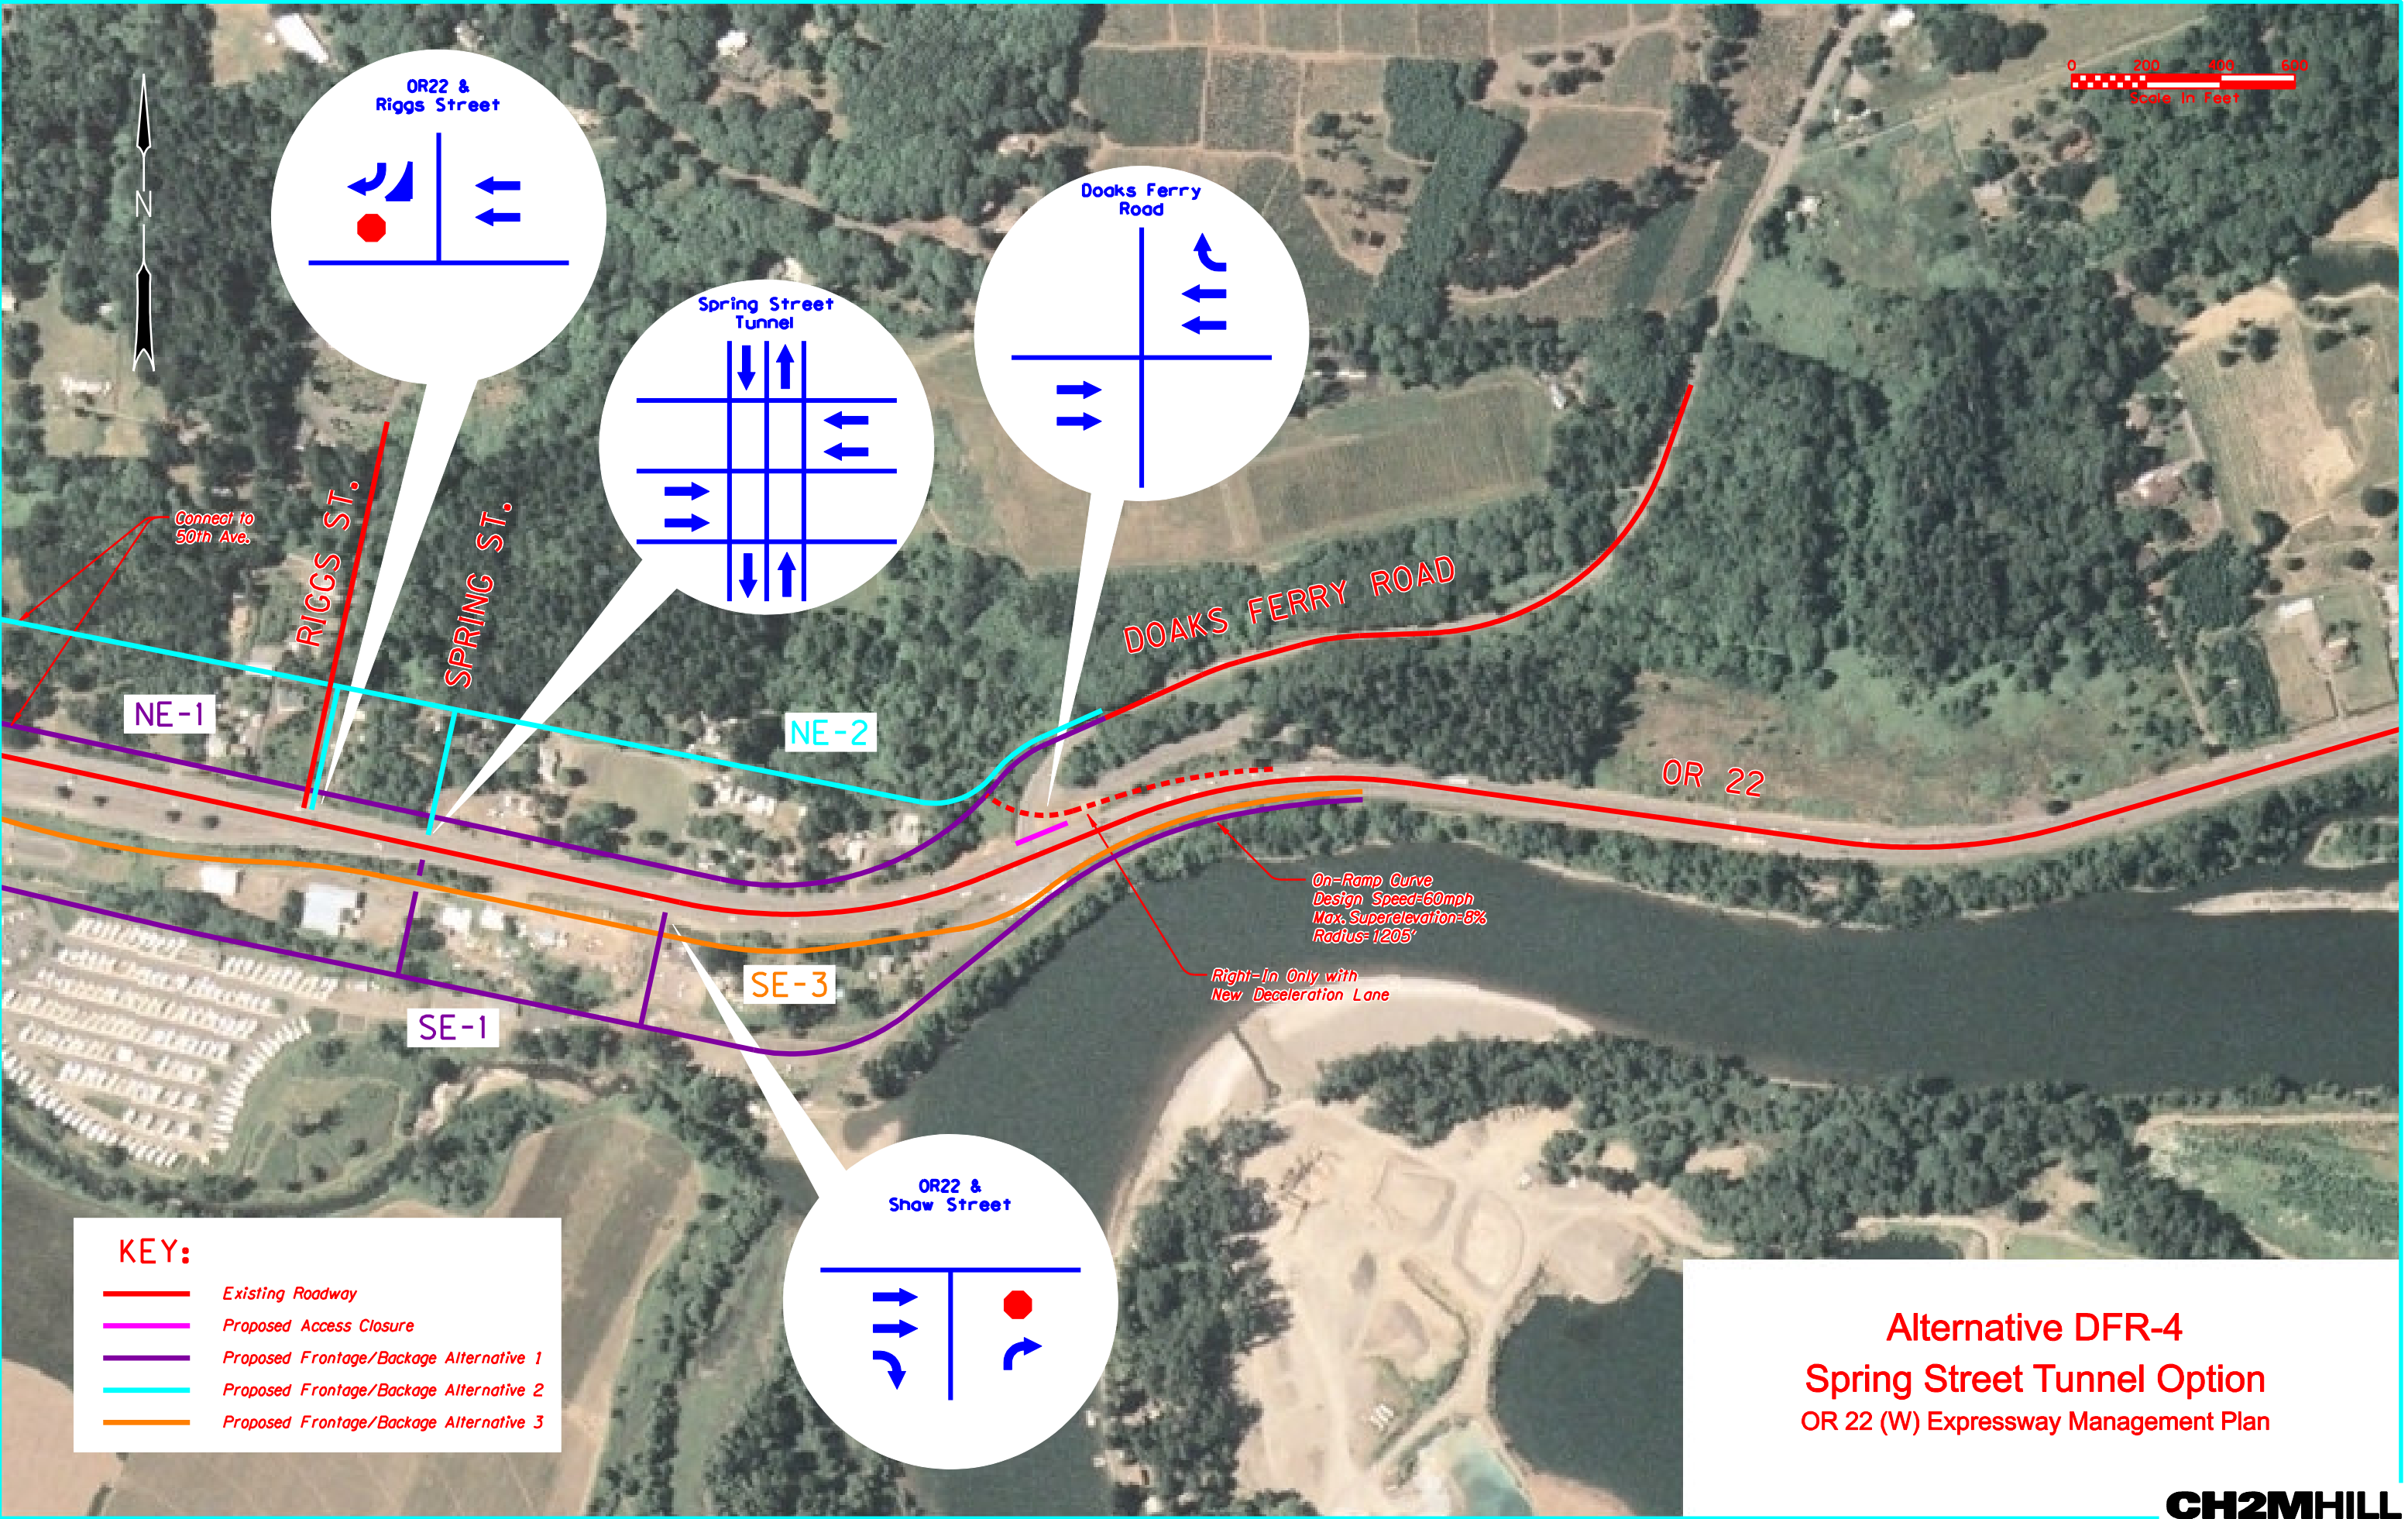 0 200 400 600
Scale In Feet
OR22 &
Riggs Street
N
Spring Street
Tunnel
Doaks Ferry
Road
Connect to
50th Ave.
RIGGS ST.
SPRING ST.
DOAKS FERRY ROAD
NE-1
NE-2
OR 22
On-Ramp Curve
Design Speed=60mph
Max. Superelevation=8%
Radius=1205'
Right-In Only with
New Deceleration Lane
SE-3
SE-1
OR22 &
Shaw Street
KEY:
Existing Roadway
Proposed Access Closure
Proposed Frontage/Backage Alternative 1
Proposed Frontage/Backage Alternative 2
Proposed Frontage/Backage Alternative 3
Alternative DFR-4
Spring Street Tunnel Option
OR 22 (W) Expressway Management Plan
CH2MHILL